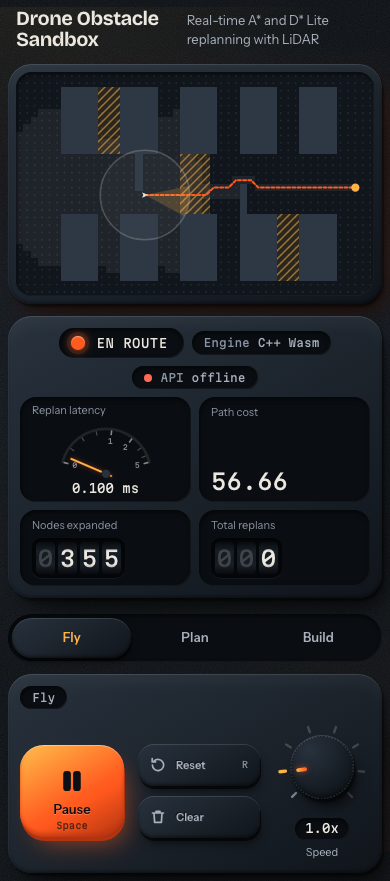 Drone Obstacle
Sandbox
Real-time A* and D* Lite
replanning with LiDAR
EN ROUTE
Engine C++ Wasm
API offline
Replan latency
0 1 2 5
0.100 ms
Path cost
56.66
Nodes expanded
0355
Total replans
000
Fly
Plan
Build
Fly
Pause
Space
Reset R
Clear
1.0x
Speed